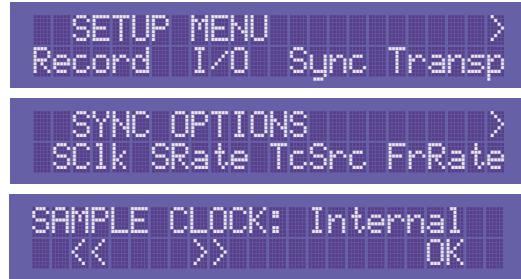 SETUP MENU >
Record I/O Sync Transp
SYNC OPTIONS >
SClk SRate TcSrc FrRate
SAMPLE CLOCK: Internal
<< >> OK